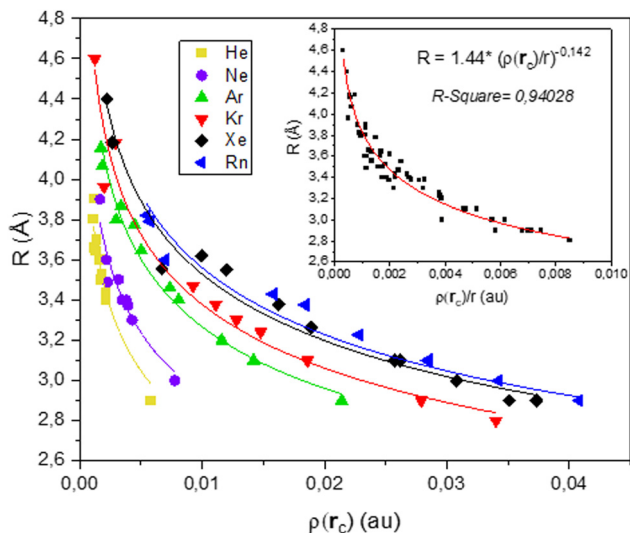 4,8
4,6
4,4
4,2
4,0
3,8
3,6
3,4
3,2
3,0
2,8
2,6
R (Å)
0,00
0,01
0,02
0,03
0,04
ρ(r_c) (au)
He
Ne
Ar
Kr
Xe
Rn
4.8
4.6
4.4
4.2
4.0
3.8
3.6
3.4
3.2
3.0
2.8
2.6
R (Å)
R = 1.44* (ρ(r_c)/r)^-0,142
R-Square= 0,94028
0.000
0.002
0.004
0.006
0.008
0.010
ρ(r_c)/r (au)